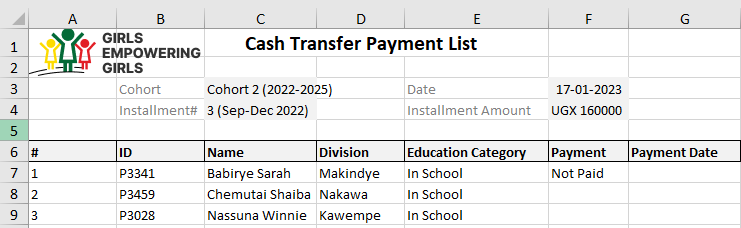 A B C D E F G
1 GIRLS EMPOWERING GIRLS Cash Transfer Payment List
2
3 Cohort Cohort 2 (2022-2025) Date 17-01-2023
4 Installment# 3 (Sep-Dec 2022) Installment Amount UGX 160000
5
6 # ID Name Division Education Category Payment Payment Date
7 1 P3341 Babirye Sarah Makindye In School Not Paid
8 2 P3459 Chemutai Shaiba Nakawa In School
9 3 P3028 Nassuna Winnie Kawempe In School